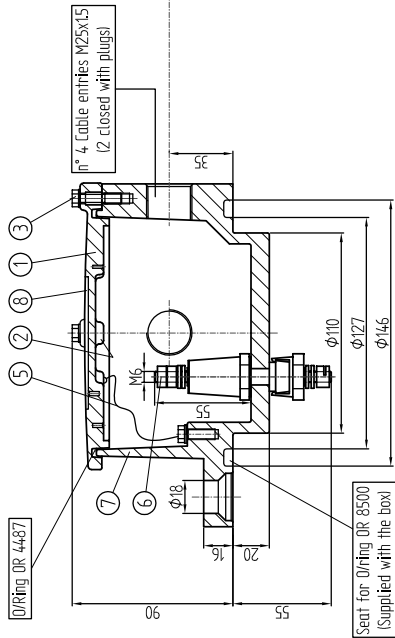 n° 4 Cable entries M25x1.5
(2 closed with plugs)
35
3
1
8
2
5
7
6
M6
55
Φ18
Φ110
Φ127
Φ146
O/Ring OR 4487
90
16
20
55
Seat for O/ring OR 8500
(Supplied with the box)